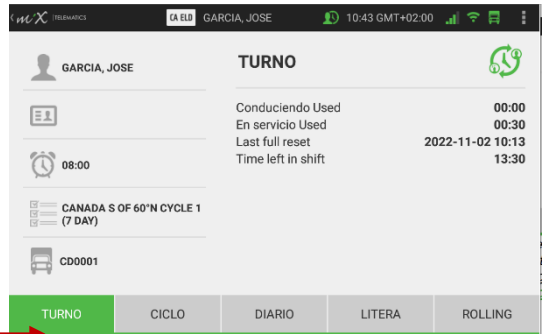 MiX TELEMATICS CA ELD GARCIA, JOSE 10:43 GMT+02:00
GARCIA, JOSE
08:00
CANADA S OF 60°N CYCLE 1
(7 DAY)
CD0001
TURNO
Conduciendo Used 00:00
En servicio Used 00:30
Last full reset 2022-11-02 10:13
Time left in shift 13:30
TURNO CICLO DIARIO LITERA ROLLING